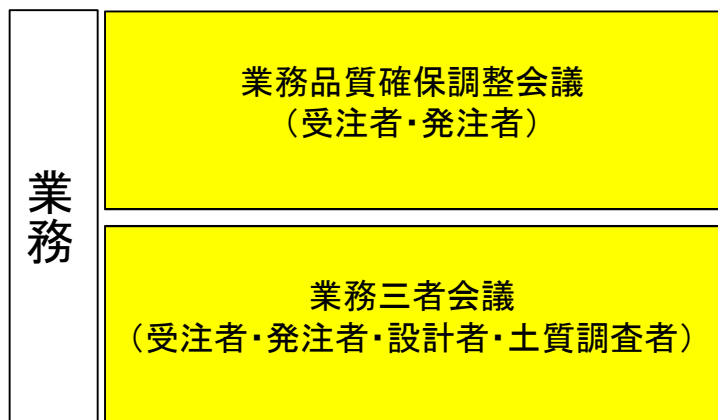 業務
業務品質確保調整会議
（受注者・発注者）
業務三者会議
（受注者・発注者・設計者・土質調査者）